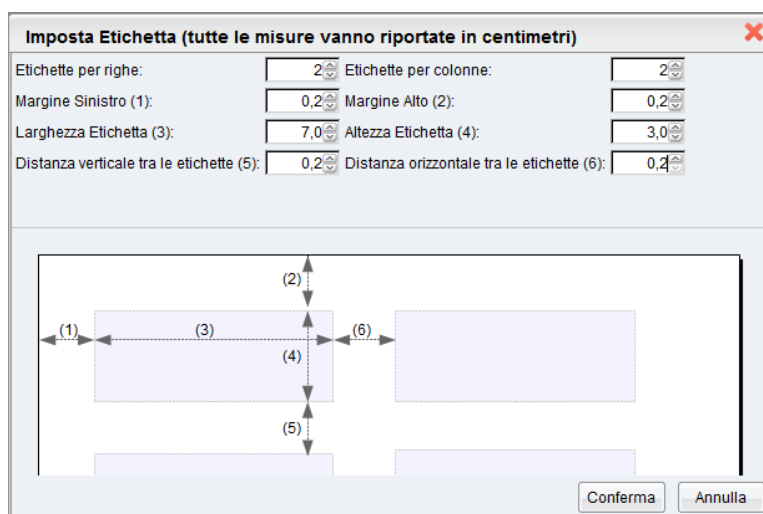 Imposta Etichetta (tutte le misure vanno riportate in centimetri)
Etichette per righe: 2 Etichette per colonne: 2
Margine Sinistro (1): 0,2 Margine Alto (2): 0,2
Larghezza Etichetta (3): 7,0 Altezza Etichetta (4): 3,0
Distanza verticale tra le etichette (5): 0,2 Distanza orizzontale tra le etichette (6): 0,2
(2)
(1) (3) (6)
(4)
(5)
Conferma Annulla